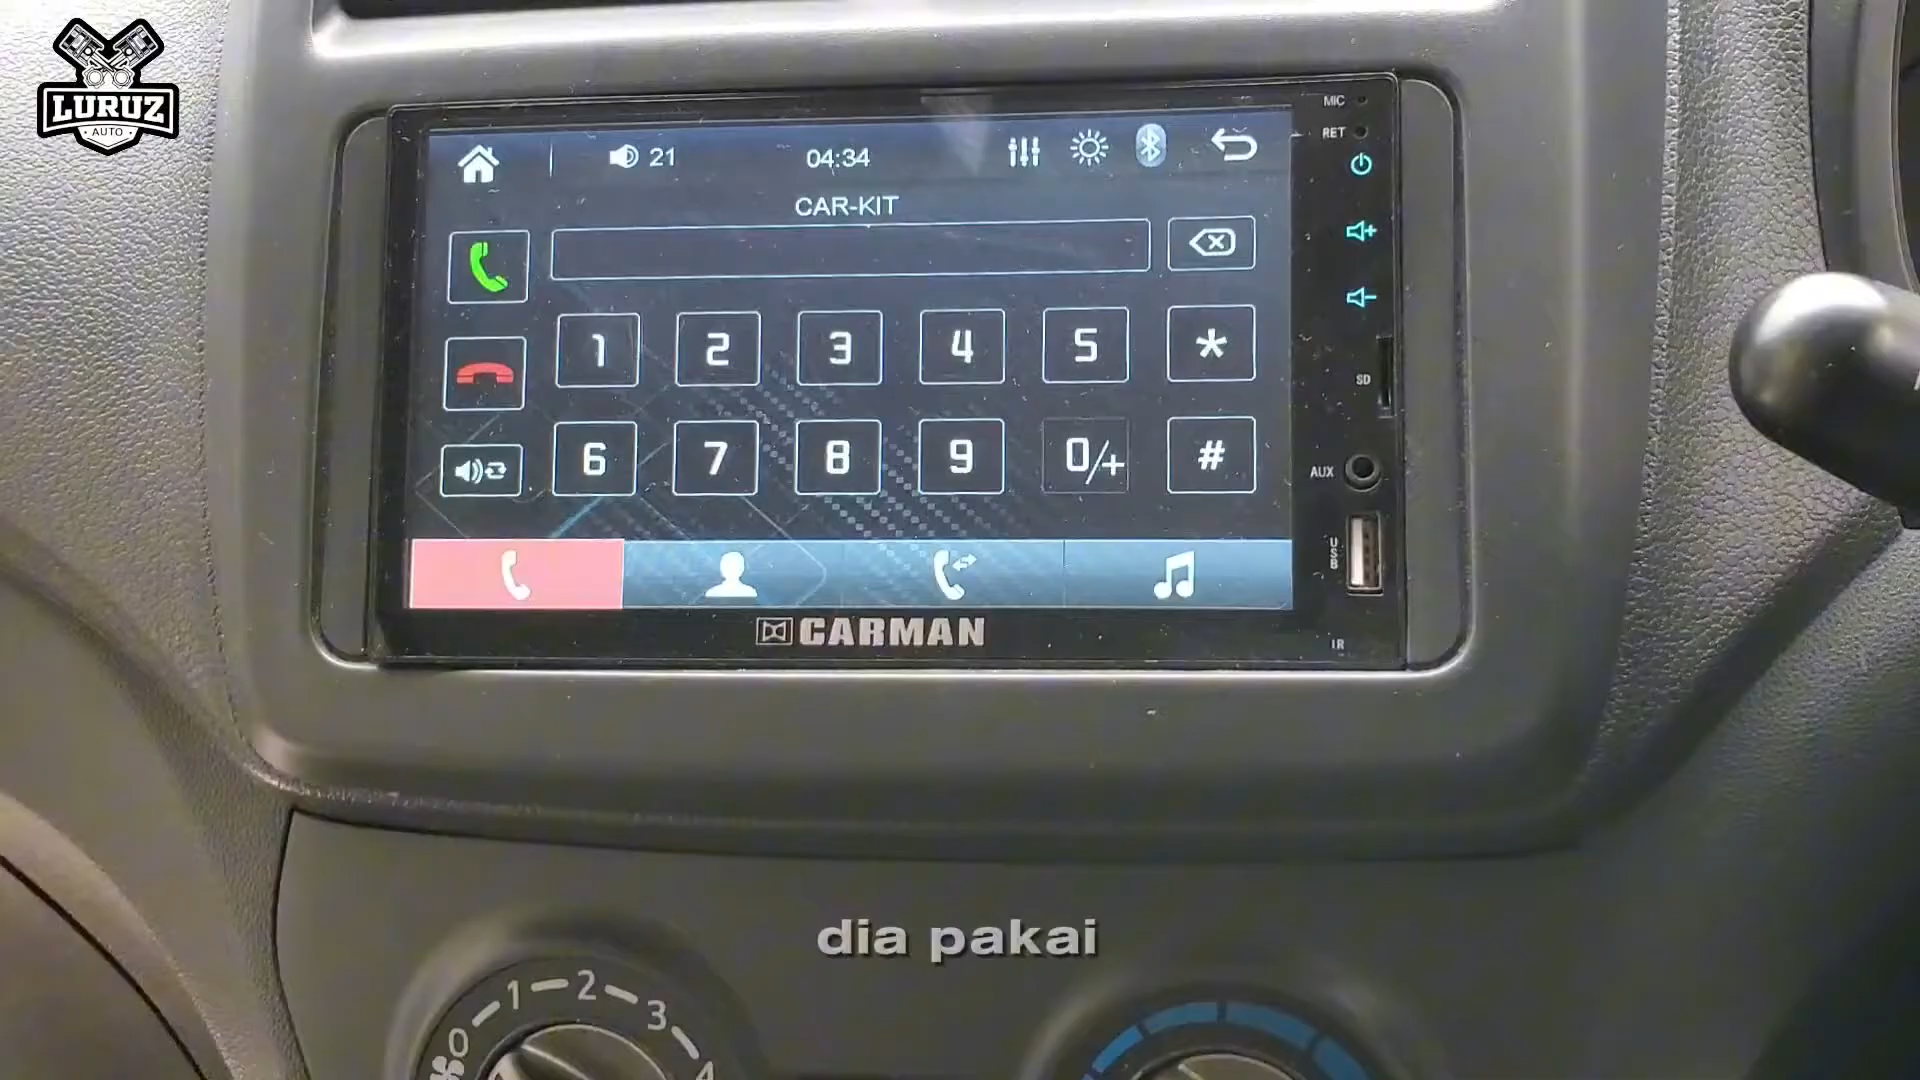 LURUZ
AUTO
MIC
RET
21
04:34
CAR-KIT
1 2 3 4 5 *
6 7 8 9 0/+ #
SD
AUX
USB
IR
CARMAN
dia pakai
0 1 2 3 4